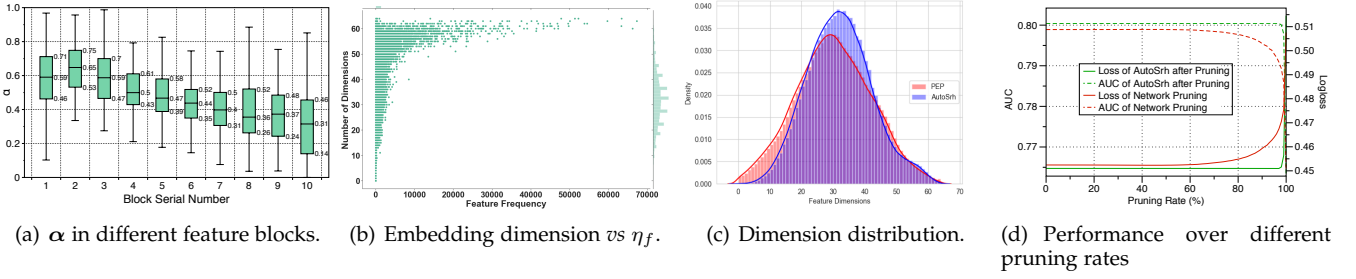 α
1.0
0.8
0.6
0.4
0.2
0
0.71
0.59
0.46
0.75
0.65
0.53
0.7
0.59
0.47
0.61
0.5
0.43
0.58
0.47
0.39
0.52
0.44
0.35
0.5
0.4
0.31
0.52
0.36
0.26
0.48
0.37
0.24
0.46
0.31
0.14
1 2 3 4 5 6 7 8 9 10
Block Serial Number
(a) α in different feature blocks.
Number of Dimensions
60
50
40
30
20
10
0
0 10000 20000 30000 40000 50000 60000 70000
Feature Frequency
(b) Embedding dimension vs ηf.
Density
0.040
0.035
0.030
0.025
0.020
0.015
0.010
0.005
0.000
PEP
AutoSrh
0 10 20 30 40 50 60 70
Feature Dimensions
(c) Dimension distribution.
AUC
0.80
0.79
0.78
0.77
Loss of AutoSrh after Pruning
AUC of AutoSrh after Pruning
Loss of Network Pruning
AUC of Network Pruning
0.51
0.50
0.49
0.48
0.47
0.46
0.45
Logloss
0 20 40 60 80 100
Pruning Rate (%)
(d) Performance over different
pruning rates